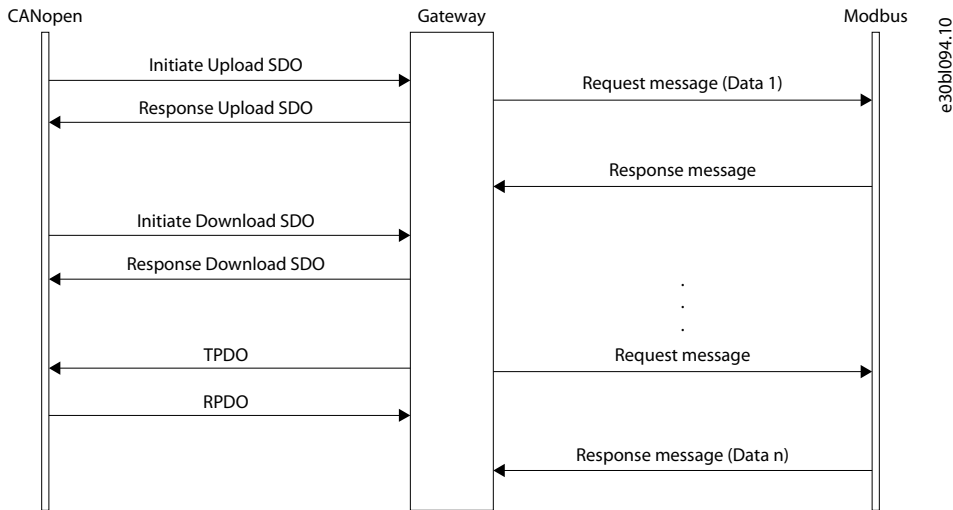 CANopen
Gateway
Modbus
e30bl094.10
Initiate Upload SDO
Request message (Data 1)
Response Upload SDO
Response message
Initiate Download SDO
Response Download SDO
.
.
.
TPDO
Request message
RPDO
Response message (Data n)